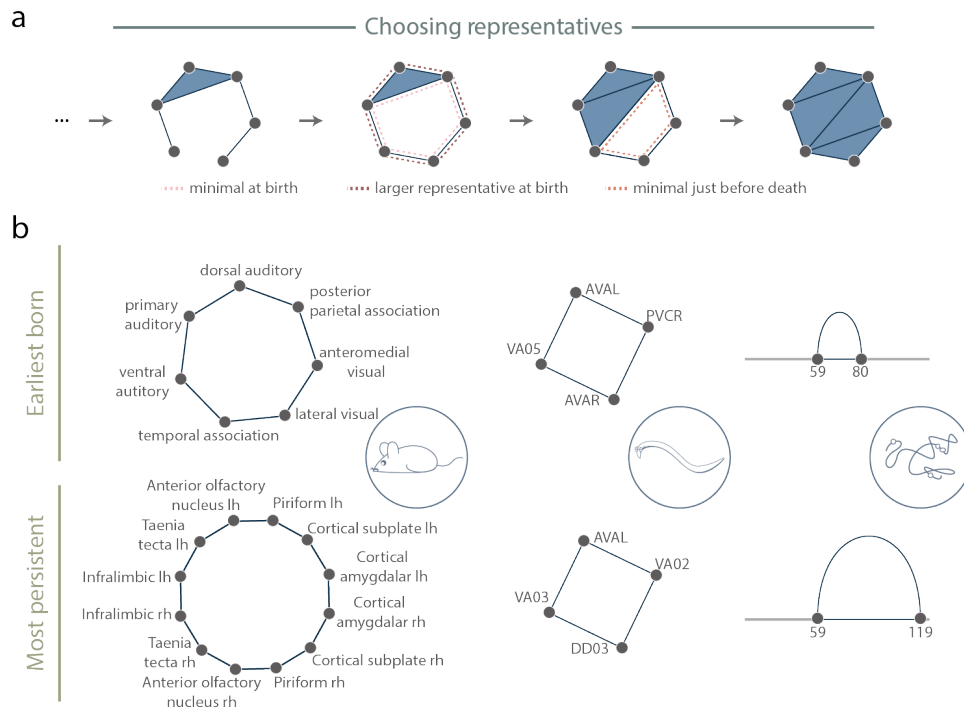 a
Choosing representatives
...
minimal at birth
larger representative at birth
minimal just before death
b
Earliest born
dorsal auditory
primary
auditory
posterior
parietal association
anteromedial
visual
ventral
autitory
lateral visual
temporal association
AVAL
PVCR
VA05
AVAR
59
80
Most persistent
Anterior olfactory
nucleus lh
Piriform lh
Taenia
tecta lh
Cortical subplate lh
Cortical
amygdalar lh
Infralimbic lh
Infralimbic rh
Cortical
amygdalar rh
Taenia
tecta rh
Cortical subplate rh
Anterior olfactory
nucleus rh
Piriform rh
AVAL
VA02
VA03
DD03
59
119